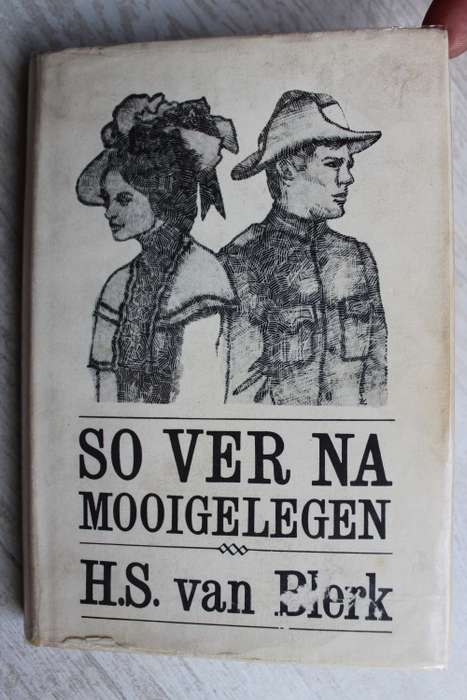 SO VER NA
MOOIGELEGEN
H.S. van Blerk